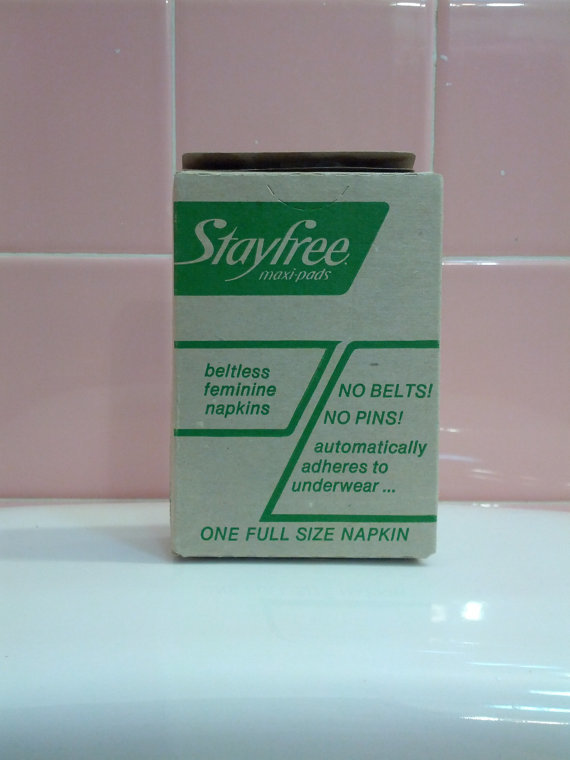 Stayfree
maxi-pads
beltless
feminine
napkins
NO BELTS!
NO PINS!
automatically
adheres to
underwear ...
ONE FULL SIZE NAPKIN